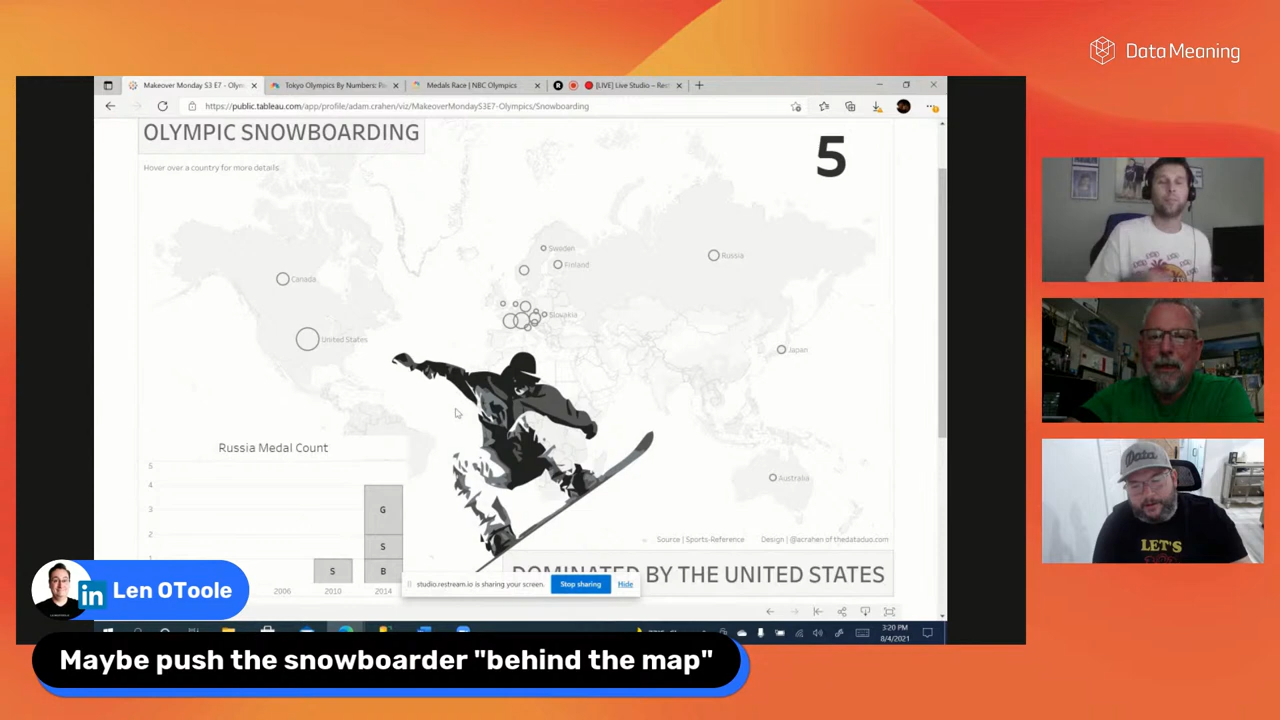 DataMeaning
Makeover Monday S3 E7 - Olym
Tokyo Olympics By Numbers: Po
Medals Race | NBC Olympics
[LIVE] Live Studio – Res
https://public.tableau.com/app/profile/adam.crahen/viz/MakeoverMondayS3E7-Olympics/Snowboarding
OLYMPIC SNOWBOARDING
Hover over a country for more details
5
Sweden
Finland
Russia
Canada
Slovakia
United States
Japan
Australia
Russia Medal Count
5
4
3
2
1
G
S
S
B
2006
2010
2014
Source | Sports-Reference
Design | @acrahen of thedataduo.com
DOMINATED BY THE UNITED STATES
studio.restream.io is sharing your screen.
Stop sharing
Hide
3:20 PM
8/4/2021
Data
LET'S
in
Len OToole
Maybe push the snowboarder "behind the map"